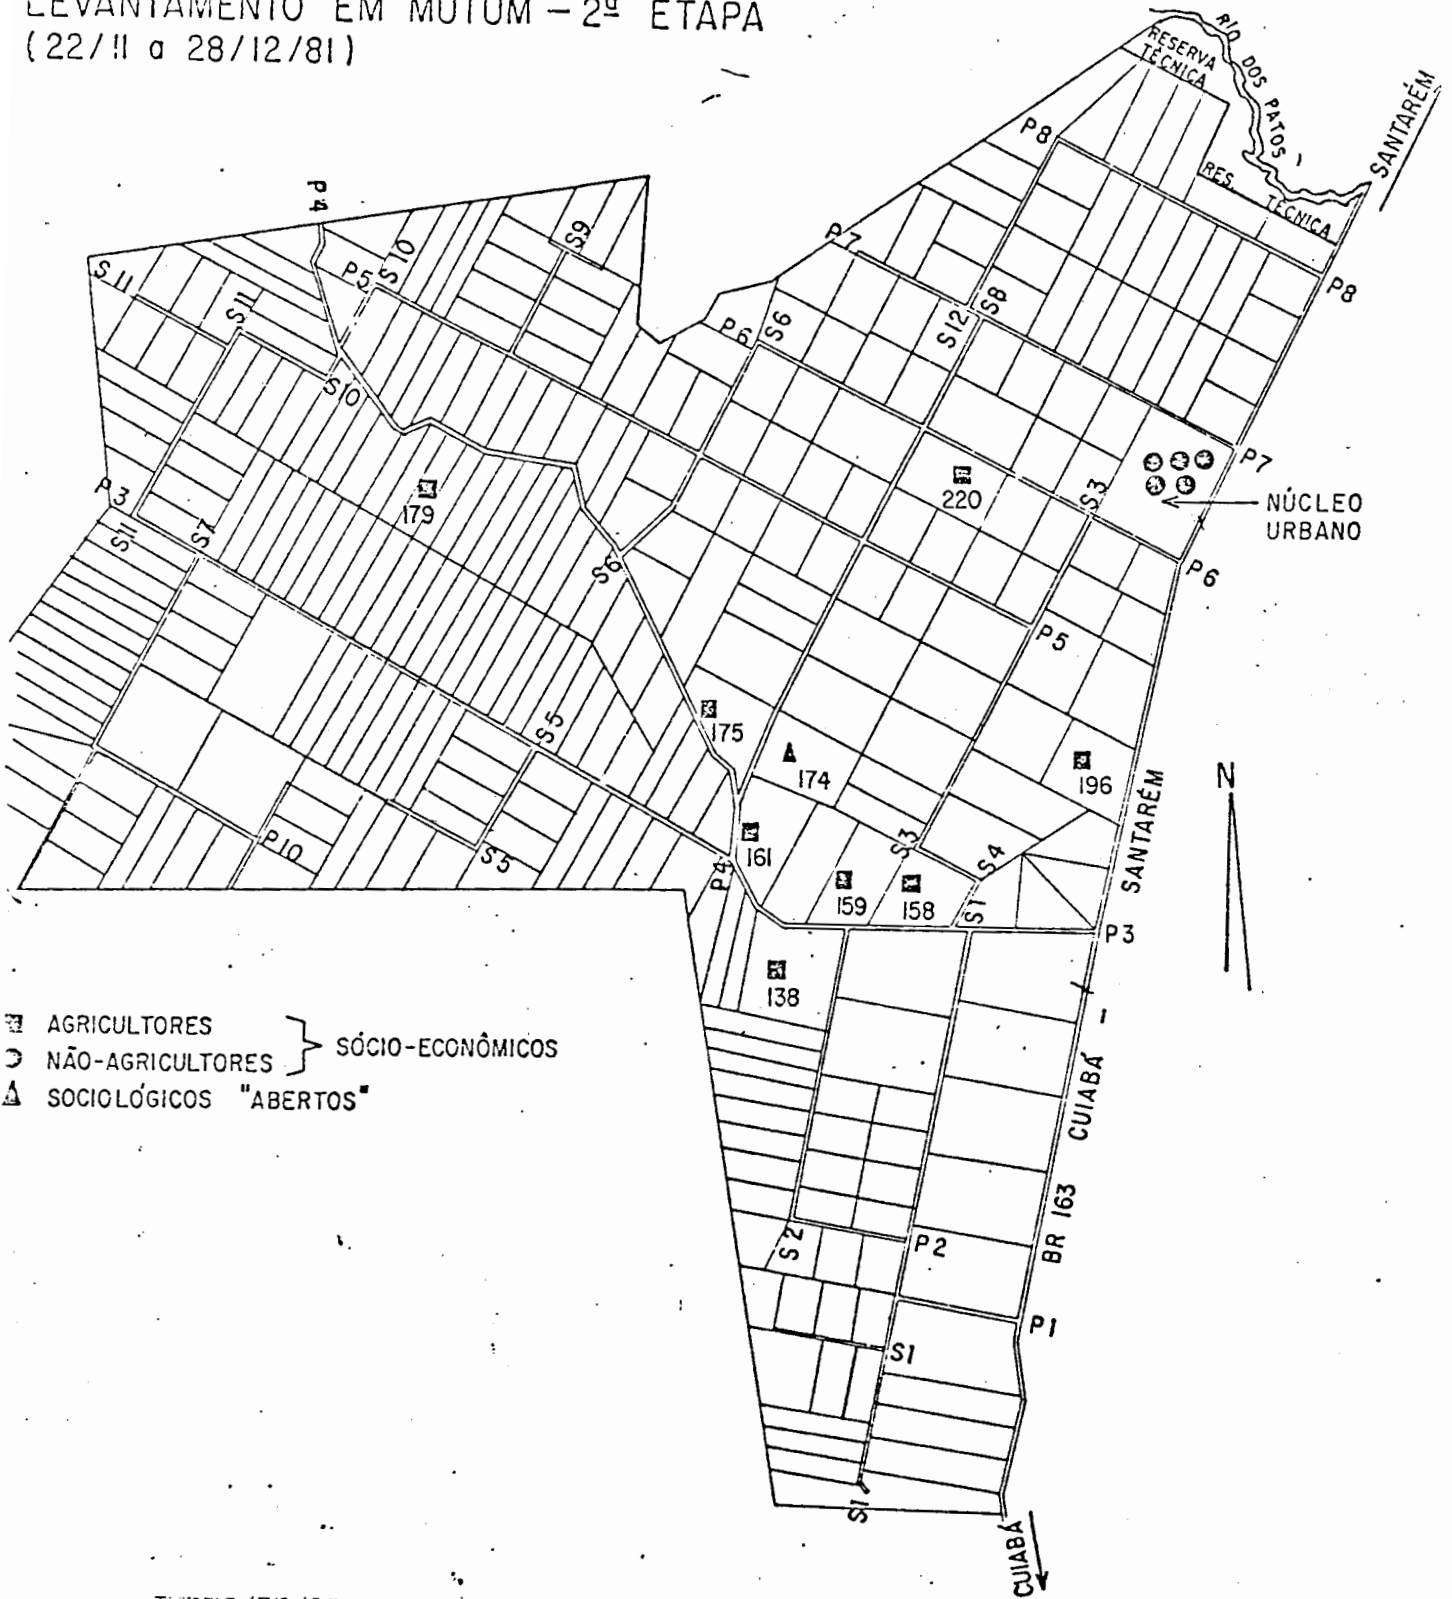 LEVANTAMENTO EM MUTUM – 2ª ETAPA
(22/11 a 28/12/81)
RIO DOS PATOS
RESERVA
TÉCNICA
SANTARÉM
P8
RES. TÉCNICA
P4
P7
S9
S10
P5
S11
S11
P8
S8
S6
S12
P6
S10
P7
NÚCLEO
URBANO
220
S3
179
P3
S11
S7
S6
P6
P5
175
S5
174
196
SANTARÉM
N
161
S3
S4
P10
S5
P4
159
158
S1
P3
138
AGRICULTORES
NÃO-AGRICULTORES
SÓCIO-ECONÔMICOS
SOCIOLÓGICOS "ABERTOS"
BR 163 CUIABÁ
S2
P2
P1
S1
S1
CUIABÁ